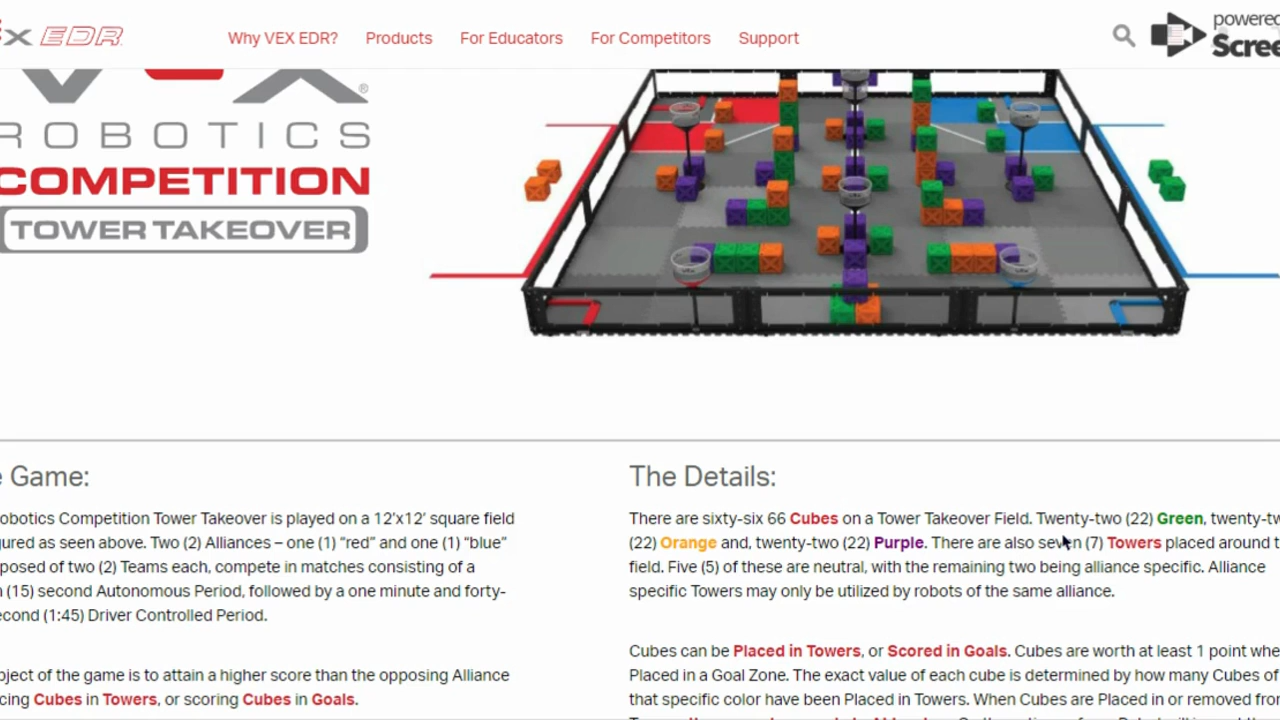 EDR
Why VEX EDR?
Products
For Educators
For Competitors
Support
powered
Scree
ROBOTICS
COMPETITION
TOWER TAKEOVER
Game:
obotics Competition Tower Takeover is played on a 12'x12' square field
ured as seen above. Two (2) Alliances – one (1) “red” and one (1) “blue”
posed of two (2) Teams each, compete in matches consisting of a
(15) second Autonomous Period, followed by a one minute and forty-
econd (1:45) Driver Controlled Period.
bject of the game is to attain a higher score than the opposing Alliance
cing Cubes in Towers, or scoring Cubes in Goals.
The Details:
There are sixty-six 66 Cubes on a Tower Takeover Field. Twenty-two (22) Green, twenty-tw
(22) Orange and, twenty-two (22) Purple. There are also seven (7) Towers placed around t
field. Five (5) of these are neutral, with the remaining two being alliance specific. Alliance
specific Towers may only be utilized by robots of the same alliance.
Cubes can be Placed in Towers, or Scored in Goals. Cubes are worth at least 1 point whe
Placed in a Goal Zone. The exact value of each cube is determined by how many Cubes of
that specific color have been Placed in Towers. When Cubes are Placed in or removed from